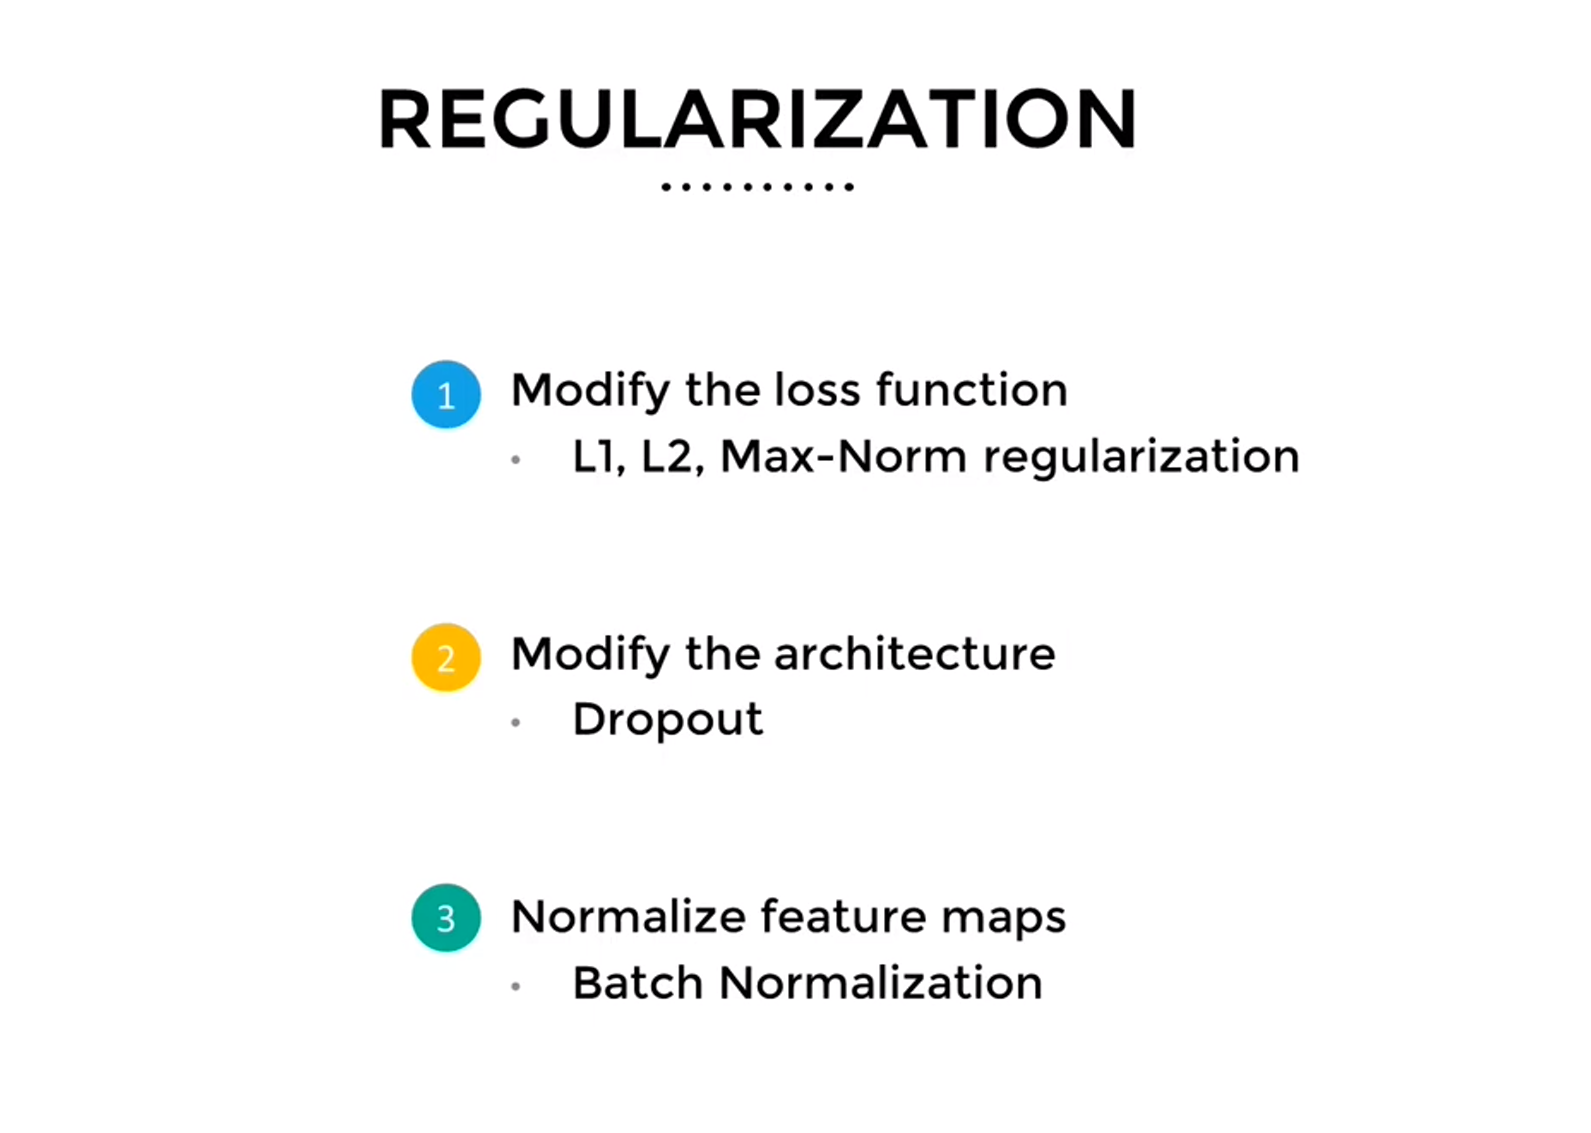 REGULARIZATION
1 Modify the loss function
• L1, L2, Max-Norm regularization
2 Modify the architecture
• Dropout
3 Normalize feature maps
• Batch Normalization